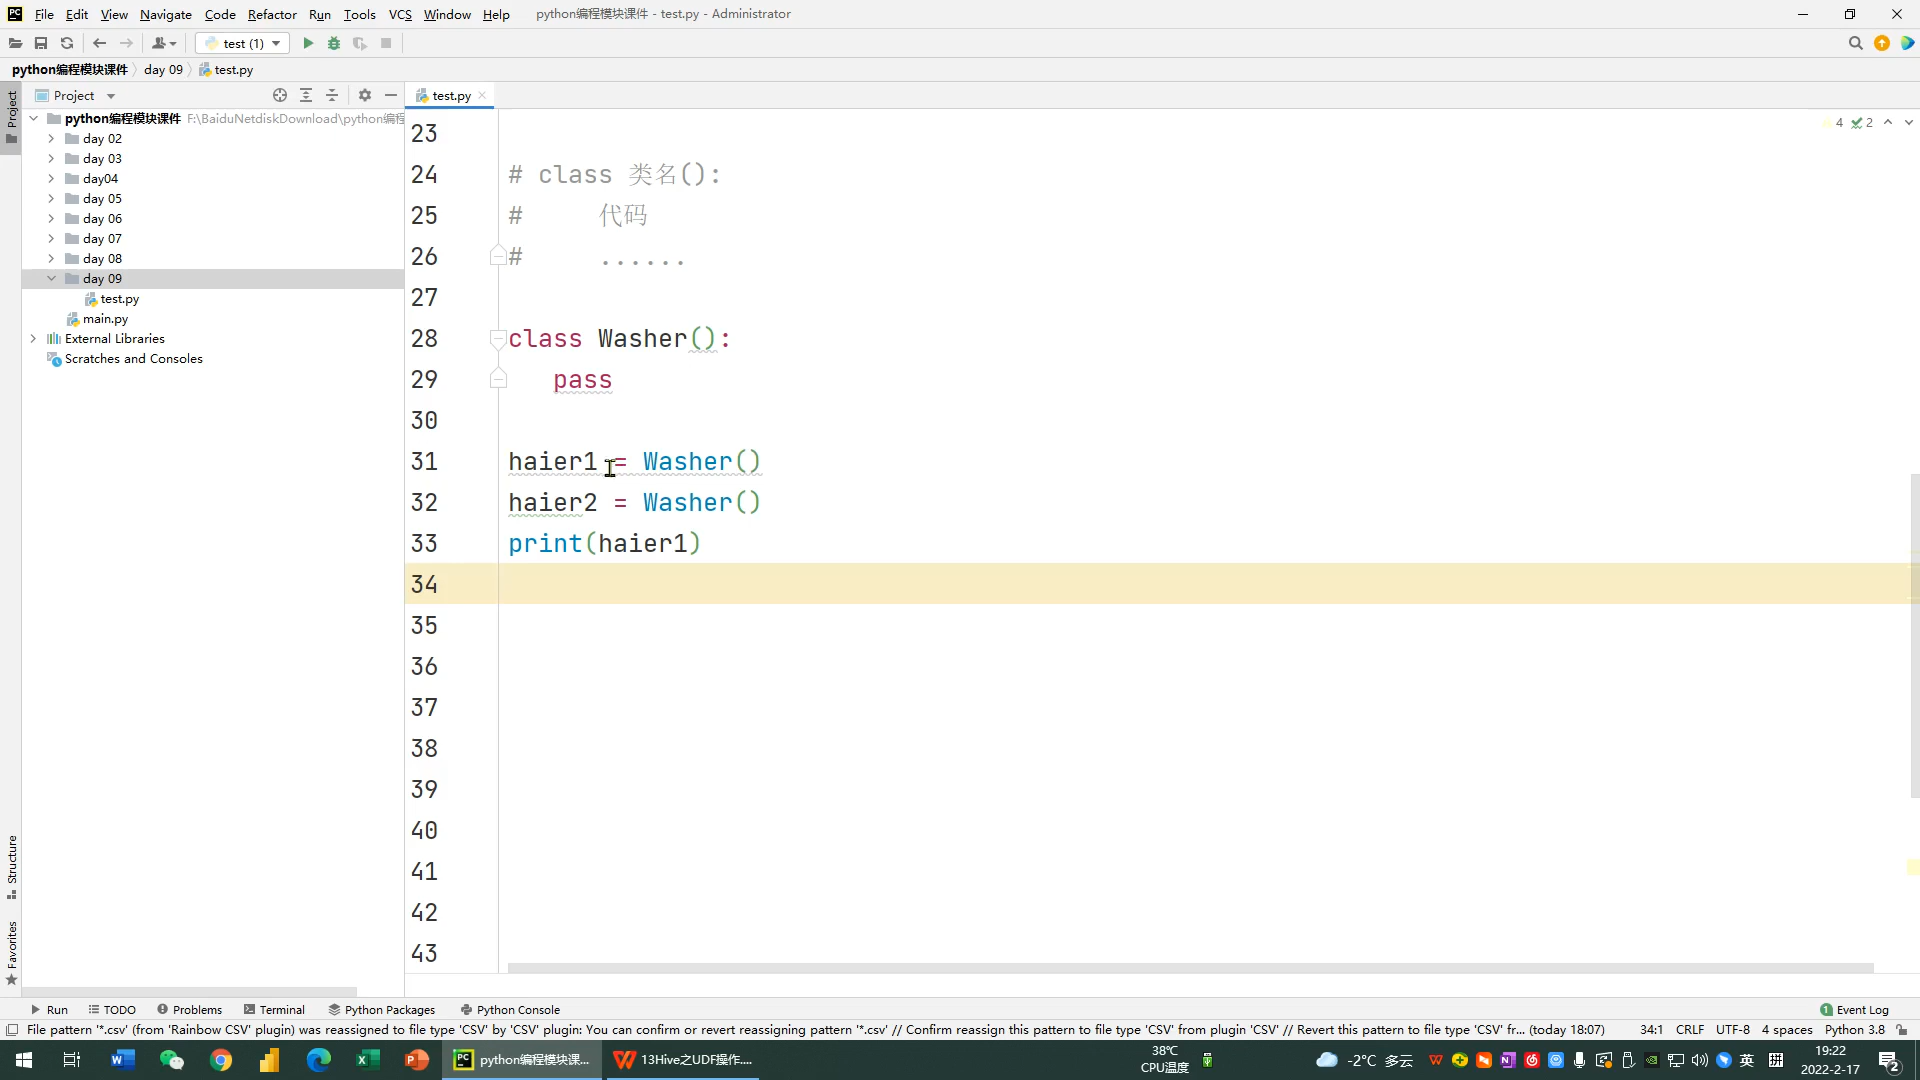 File Edit View Navigate Code Refactor Run Tools VCS Window Help python编程模块课件 - test.py - Administrator
test (1)
python编程模块课件 day 09 test.py
Project
test.py
Project
python编程模块课件 F:\BaiduNetdiskDownload\python编程
day 02
day 03
day04
day 05
day 06
day 07
day 08
day 09
test.py
main.py
External Libraries
Scratches and Consoles
4 2
23
24 # class 类名():
25 #     代码
26 #     ......
27
28 class Washer():
29    pass
30
31 haier1 = Washer()
32 haier2 = Washer()
33 print(haier1)
34
35
36
37
38
39
40
41
42
43
Structure
Favorites
Run TODO Problems Terminal Python Packages Python Console 1 Event Log
File pattern '*.csv' (from 'Rainbow CSV' plugin) was reassigned to file type 'CSV' by 'CSV' plugin: You can confirm or revert reassigning pattern '*.csv' // Confirm reassign this pattern to file type 'CSV' from plugin 'CSV' // Revert this pattern to file type 'CSV' fr... (today 18:07) 34:1 CRLF UTF-8 4 spaces Python 3.8
python编程模块课... 13Hive之UDF操作....
38℃
CPU温度
-2°C 多云
英
拼
19:22
2022-2-17
2